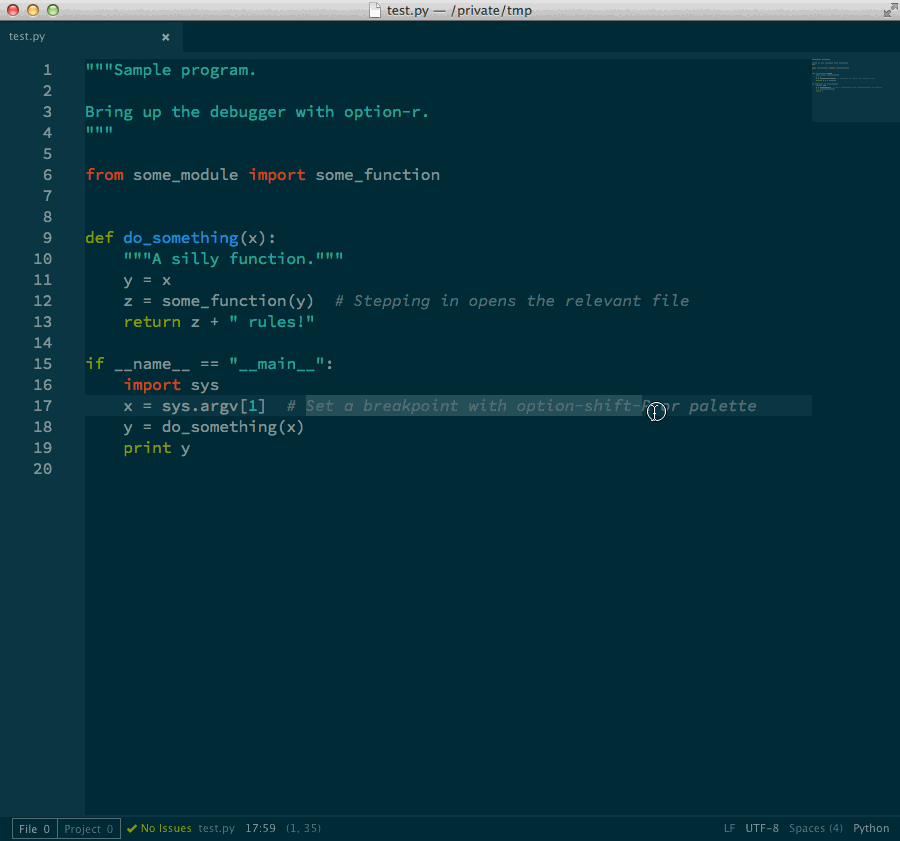 test.py — /private/tmp
test.py
1 """Sample program.
2
3 Bring up the debugger with option-r.
4 """
5
6 from some_module import some_function
7
8
9 def do_something(x):
10 """A silly function."""
11 y = x
12 z = some_function(y) # Stepping in opens the relevant file
13 return z + " rules!"
14
15 if __name__ == "__main__":
16 import sys
17 x = sys.argv[1] # Set a breakpoint with option-shift- or palette
18 y = do_something(x)
19 print y
20
File 0 Project 0 No Issues test.py 17:59 (1, 35) LF UTF-8 Spaces (4) Python